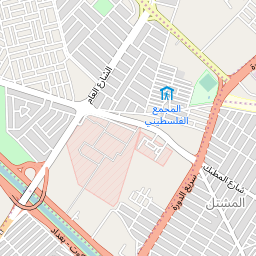 الشارع العام
المجمع
الفلسطيني
شارع المطبك
المشتل
سريع الدورة
بغداد